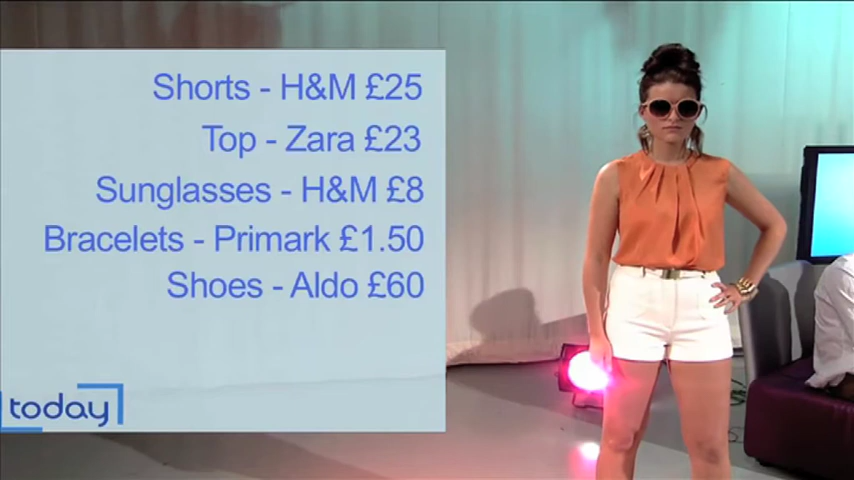 Shorts - H&M £25
Top - Zara £23
Sunglasses - H&M £8
Bracelets - Primark £1.50
Shoes - Aldo £60
today